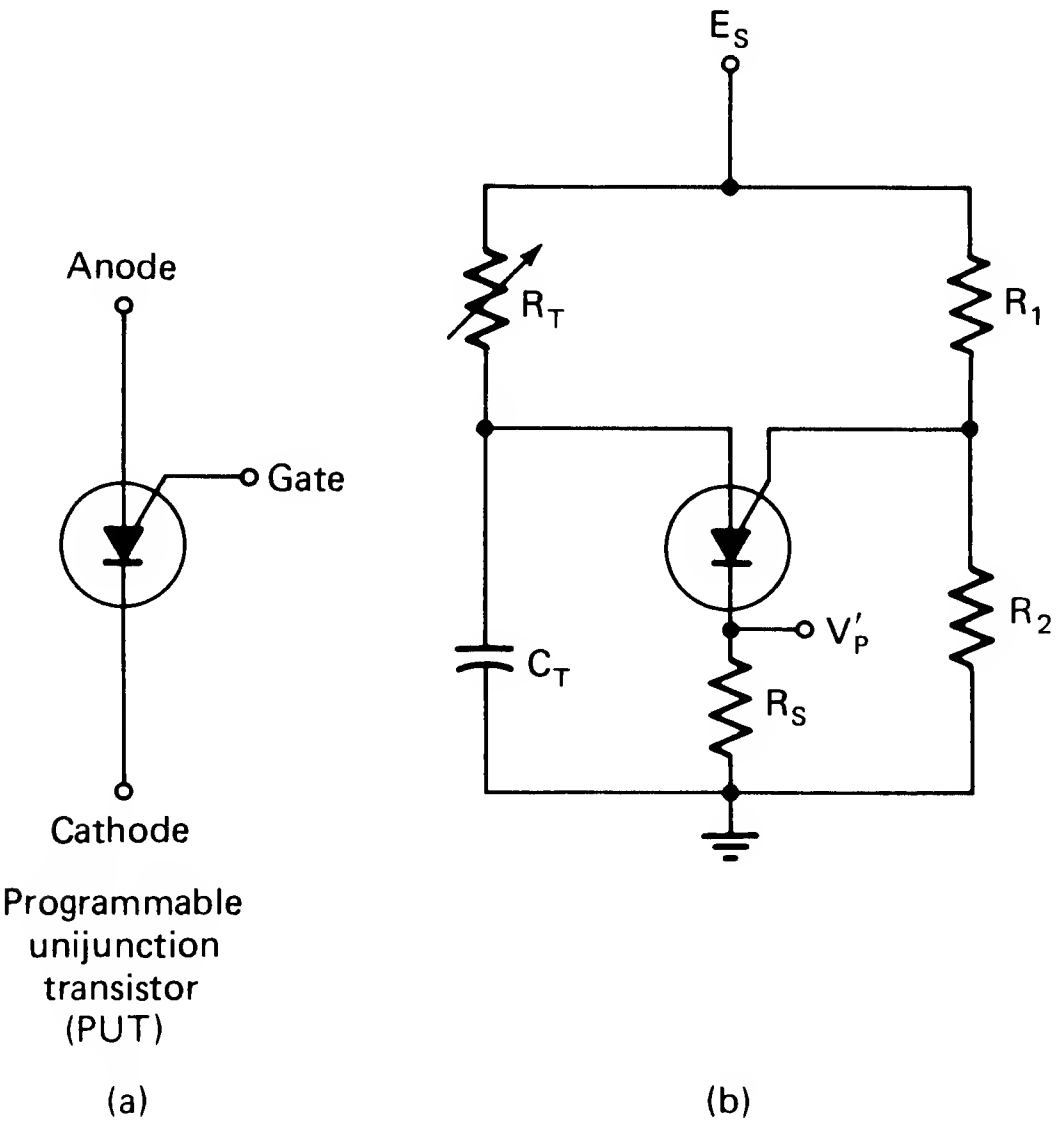 Anode
Gate
Cathode
Programmable
unijunction
transistor
(PUT)
(a)
E_S
R_T
R_1
C_T
V'_P
R_S
R_2
(b)